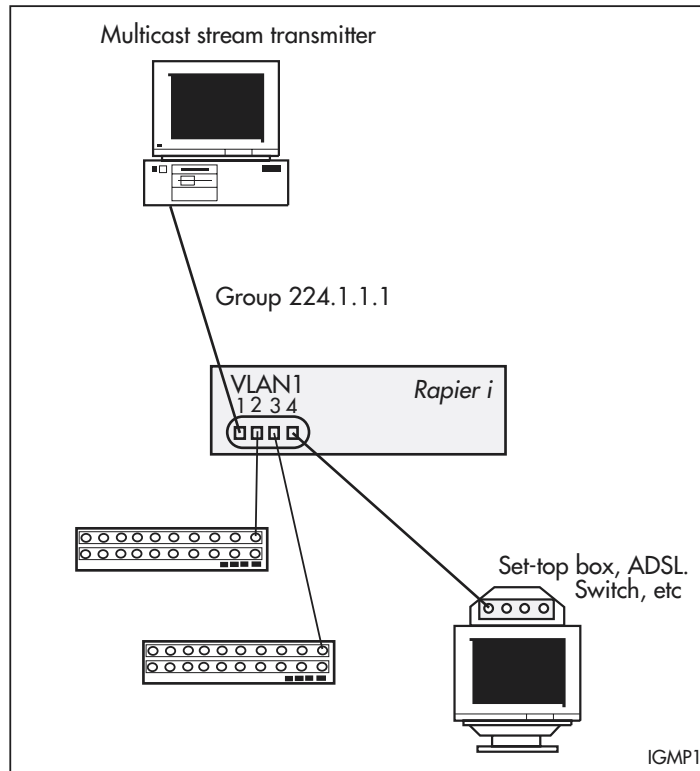 Multicast stream transmitter
Group 224.1.1.1
VLAN1
Rapier i
1 2 3 4
Set-top box, ADSL.
Switch, etc
IGMP1